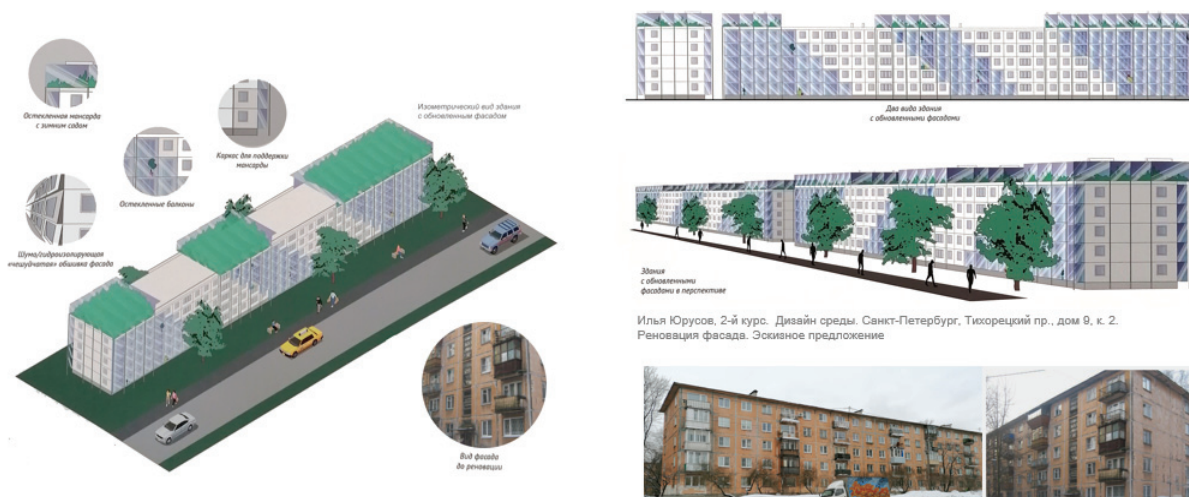 Остекленная мансарда
с зимним садом
Каркас для поддержки
мансарды
Изометрический вид здания
с обновленным фасадом
Остекленные балконы
Шумо/гидроизолирующая
«чешуйчатая» обшивка фасада
Вид фасада
до реновации
Два вида здания
с обновленными фасадами
Здания
с обновленными
фасадами в перспективе
Илья Юрусов, 2-й курс. Дизайн среды. Санкт-Петербург, Тихорецкий пр., дом 9, к. 2.
Реновация фасада. Эскизное предложение